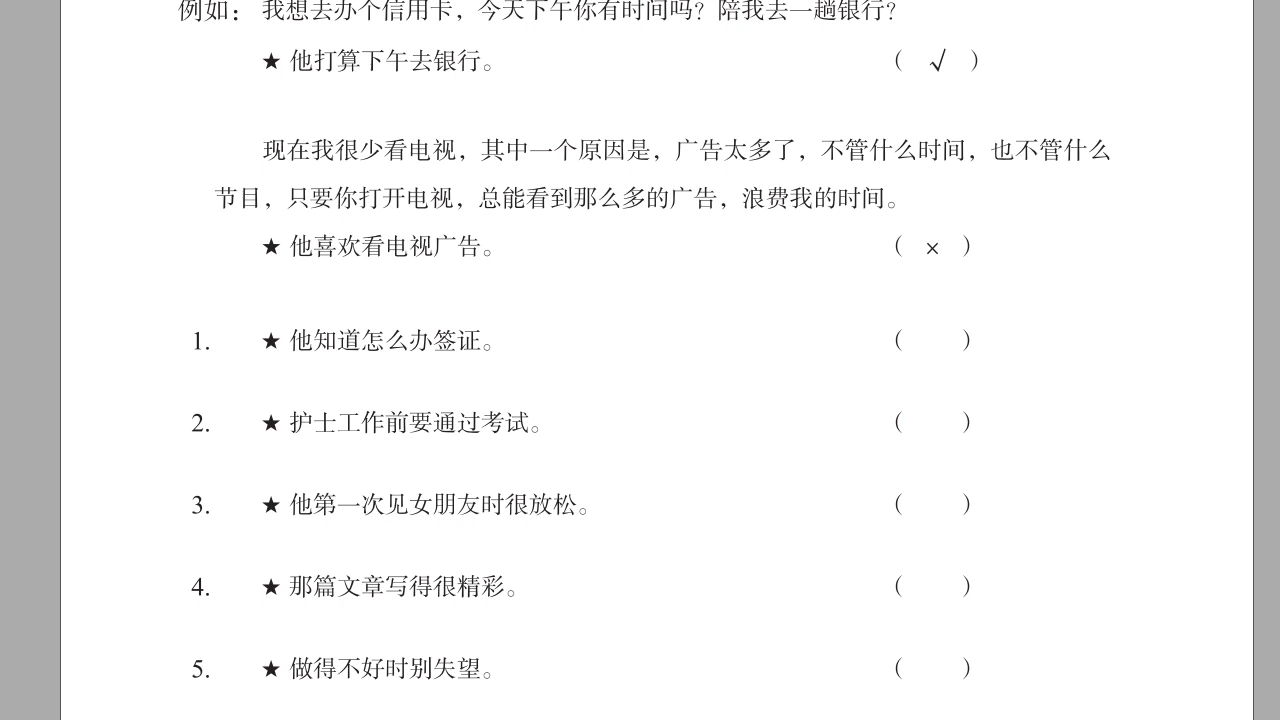 例如：我想去办个信用卡，今天下午你有时间吗？陪我去一趟银行？
★ 他打算下午去银行。 （ √ ）
现在我很少看电视，其中一个原因是，广告太多了，不管什么时间，也不管什么
节目，只要你打开电视，总能看到那么多的广告，浪费我的时间。
★ 他喜欢看电视广告。 （ × ）
1. ★ 他知道怎么办签证。 （ ）
2. ★ 护士工作前要通过考试。 （ ）
3. ★ 他第一次见女朋友时很放松。 （ ）
4. ★ 那篇文章写得很精彩。 （ ）
5. ★ 做得不好时别失望。 （ ）